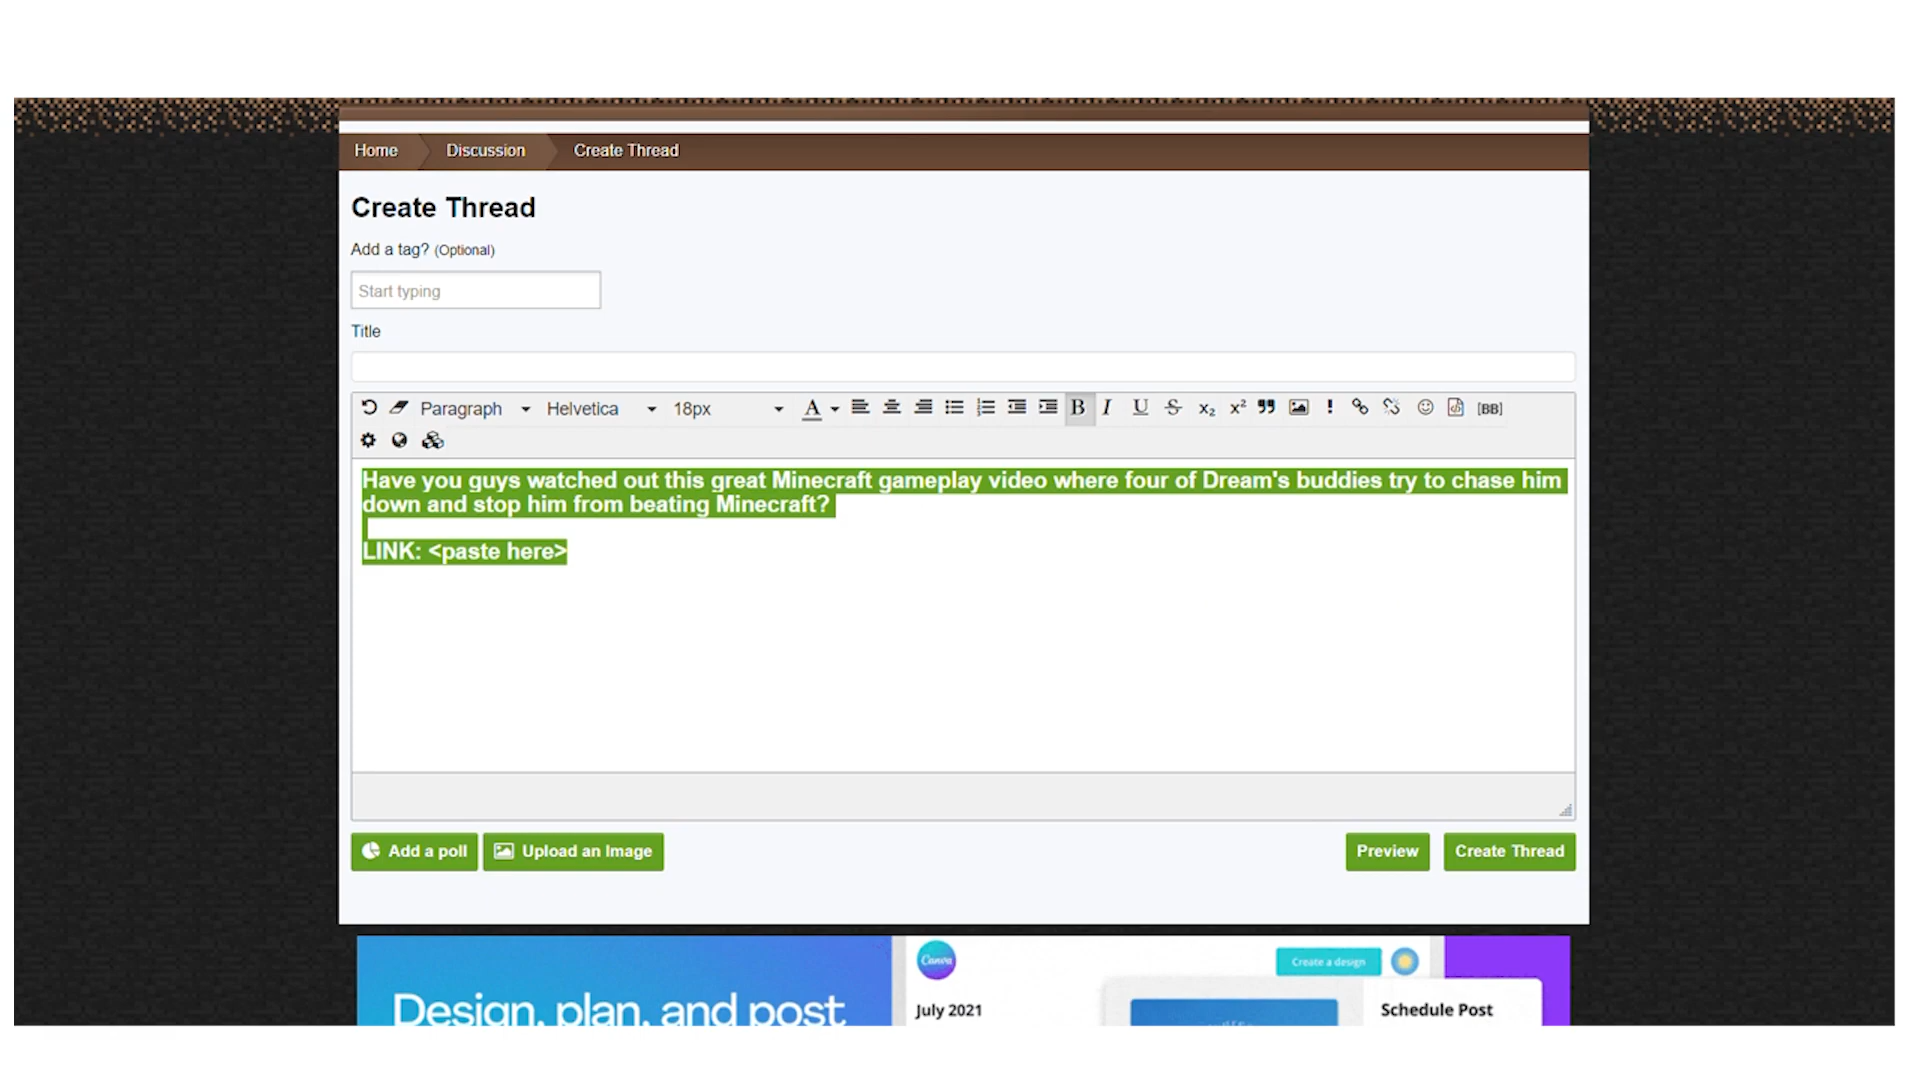 Home Discussion Create Thread
Create Thread
Add a tag? (Optional)
Start typing
Title
Paragraph Helvetica 18px A B I U S x₂ x² [BB]
Have you guys watched out this great Minecraft gameplay video where four of Dream's buddies try to chase him
down and stop him from beating Minecraft?
LINK: <paste here>
Add a poll Upload an Image Preview Create Thread
Canva Create a design
Design, plan, and post
July 2021 Schedule Post